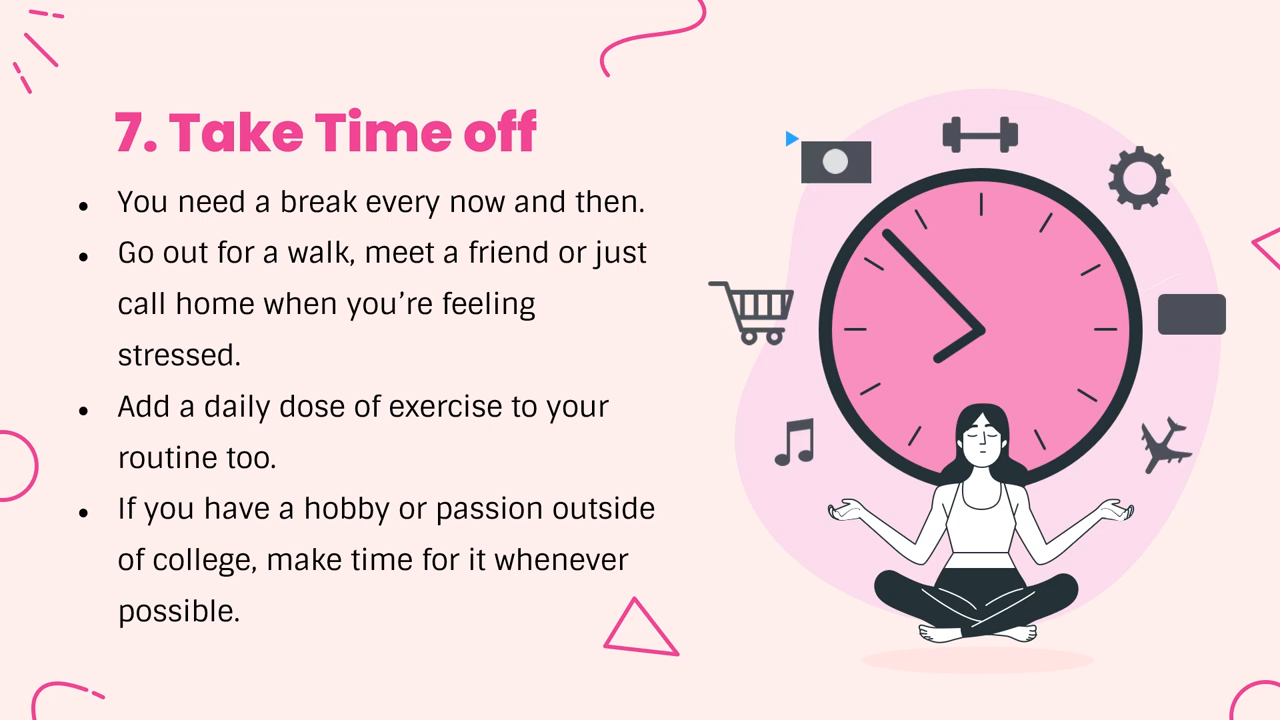 7. Take Time off
• You need a break every now and then.
• Go out for a walk, meet a friend or just
call home when you’re feeling
stressed.
• Add a daily dose of exercise to your
routine too.
• If you have a hobby or passion outside
of college, make time for it whenever
possible.